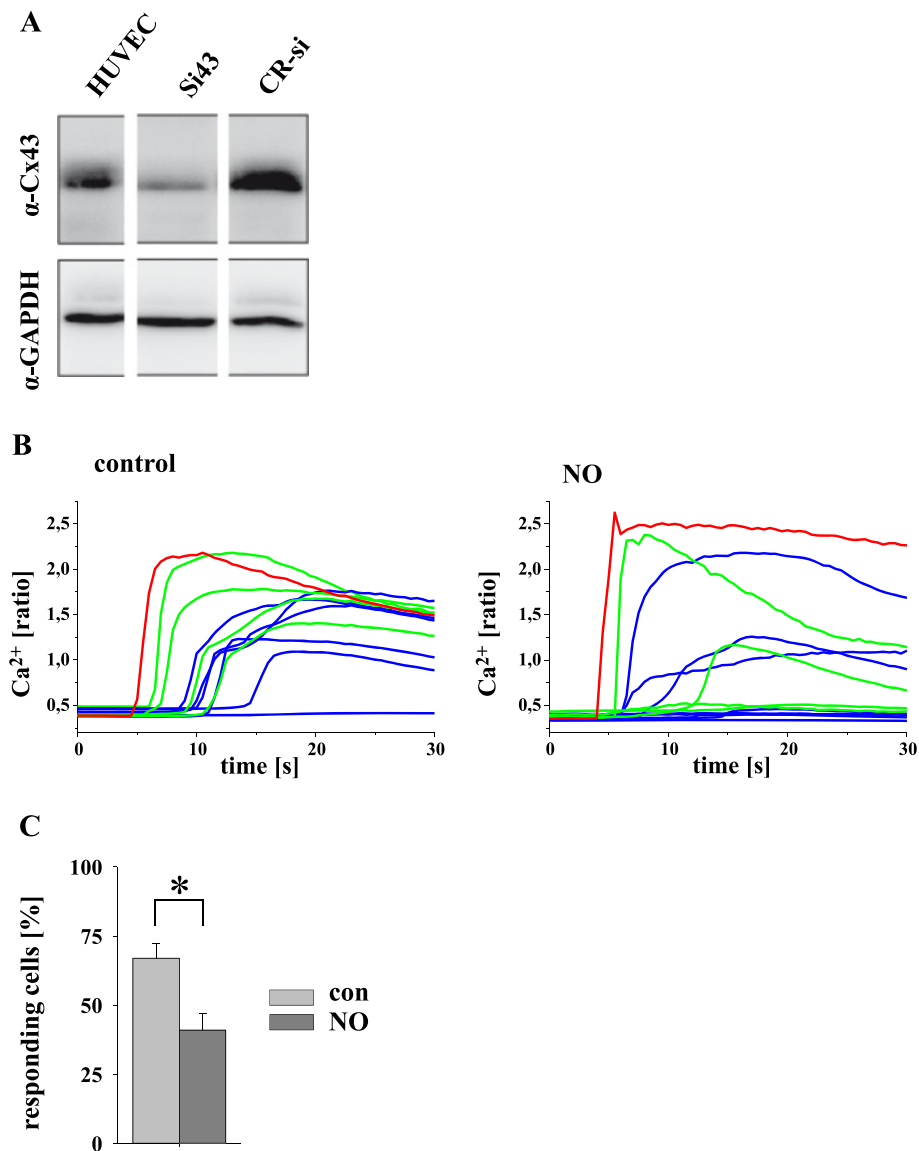 A
HUVEC
Si43
CR-si
α-Cx43
α-GAPDH
B
control
NO
Ca2+ [ratio]
2,5
2,0
1,5
1,0
0,5
0
10
20
30
time [s]
Ca2+ [ratio]
2,5
2,0
1,5
1,0
0,5
0
10
20
30
time [s]
C
responding cells [%]
100
75
50
25
0
*
con
NO